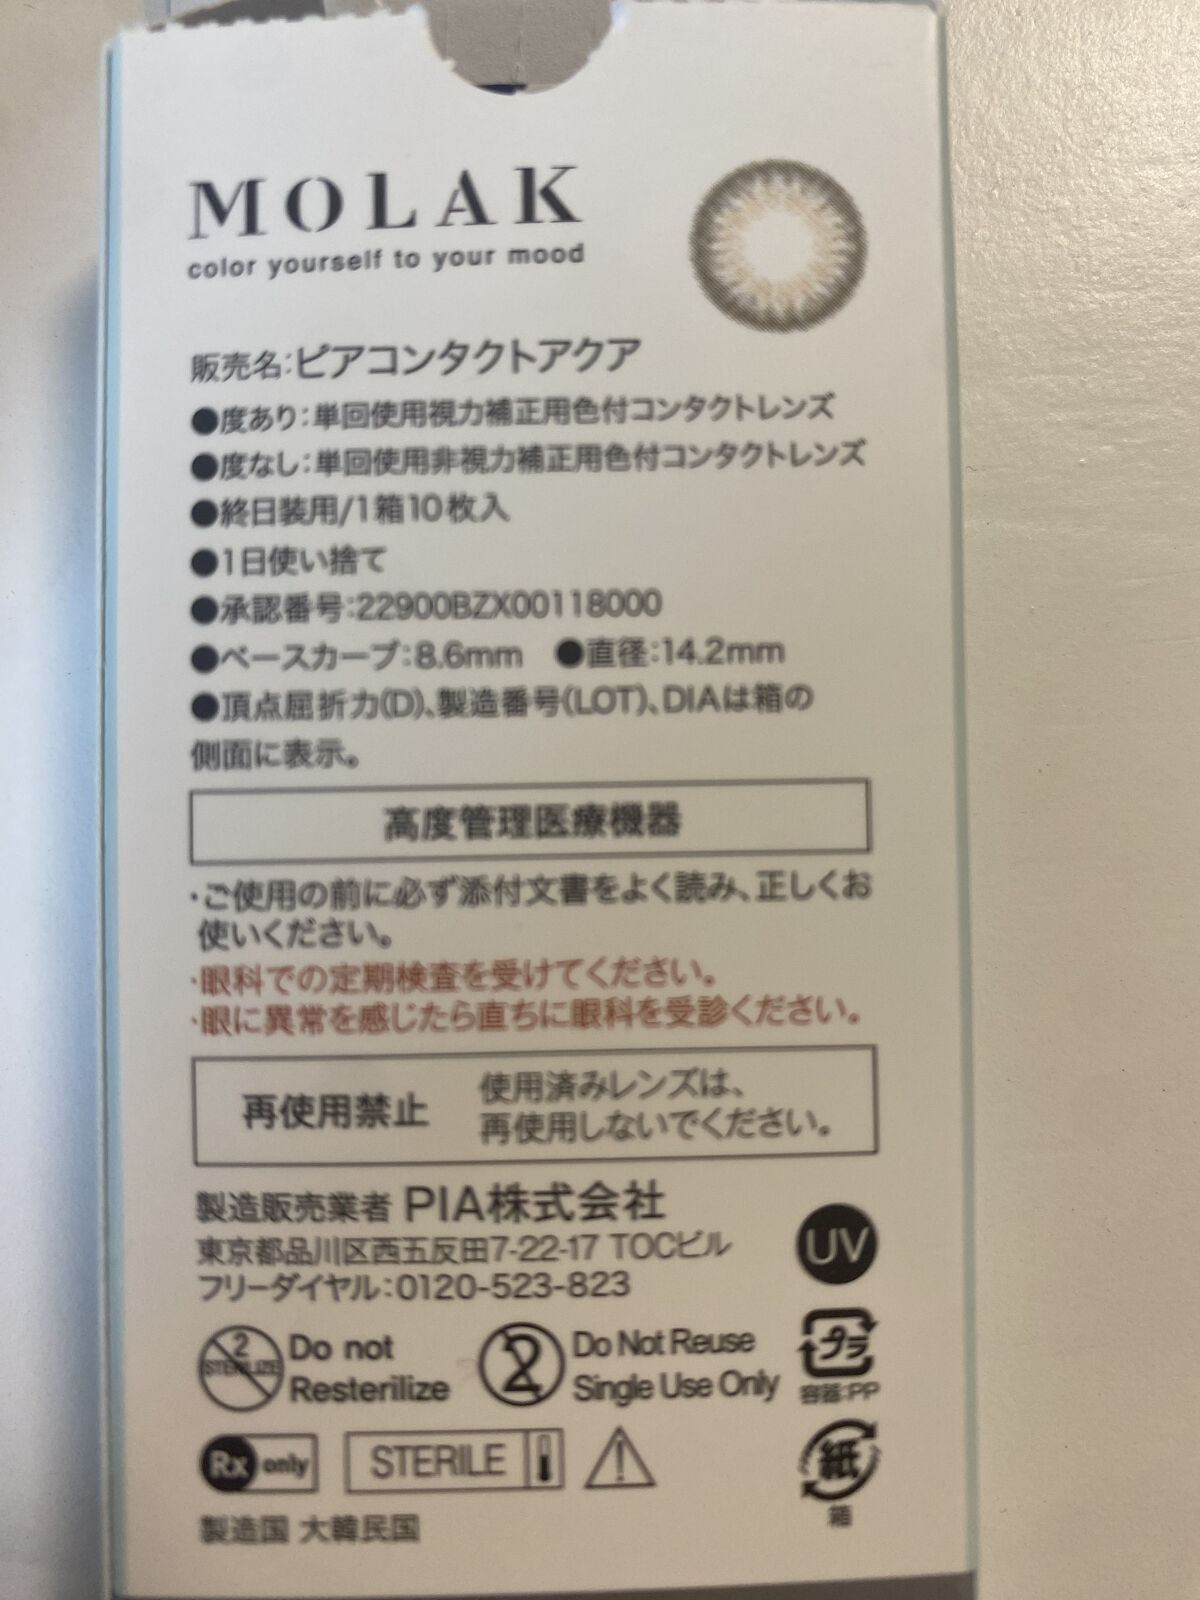 MOLAK
color yourself to your mood
販売名:ピアコンタクトアクア
●度あり:単回使用視力補正用色付コンタクトレンズ
●度なし:単回使用非視力補正用色付コンタクトレンズ
●終日装用/1箱10枚入
●1日使い捨て
●承認番号:22900BZX00118000
●ベースカーブ:8.6mm ●直径:14.2mm
●頂点屈折力(D)、製造番号(LOT)、DIAは箱の
側面に表示。
高度管理医療機器
・ご使用の前に必ず添付文書をよく読み、正しくお
使いください。
・眼科での定期検査を受けてください。
・眼に異常を感じたら直ちに眼科を受診ください。
再使用禁止
使用済みレンズは、
再使用しないでください。
製造販売業者 PIA株式会社
東京都品川区西五反田7-22-17 TOCビル
フリーダイヤル:0120-523-823
UV
2
STERILIZE
Do not
Resterilize
2
Do Not Reuse
Single Use Only
プラ
容器:PP
Rx only
STERILE
紙
箱
製造国 大韓民国